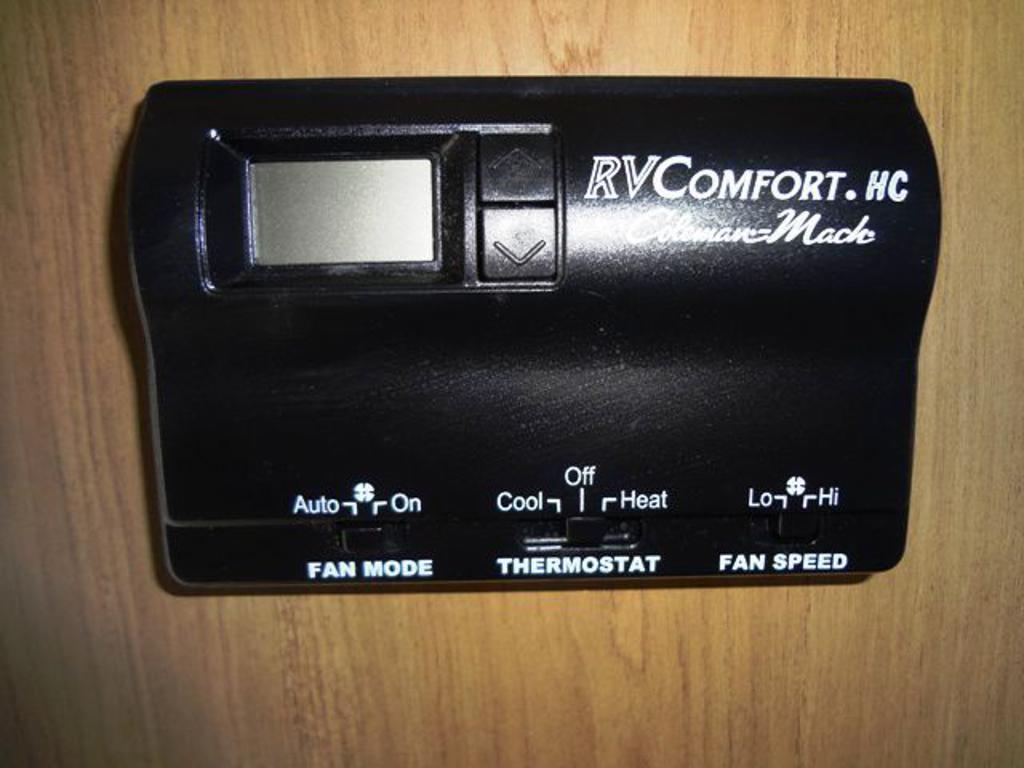 RVCOMFORT. HC
Coleman-Mach
Off
Auto On Cool Heat Lo Hi
FAN MODE THERMOSTAT FAN SPEED